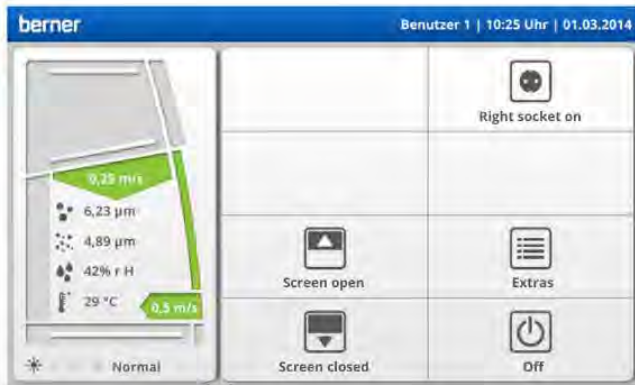 berner
Benutzer 1 | 10:25 Uhr | 01.03.2014
0,25 m/s
6,23 µm
4,89 µm
42% r H
29 °C
0,5 m/s
Normal
Right socket on
Screen open
Extras
Screen closed
Off